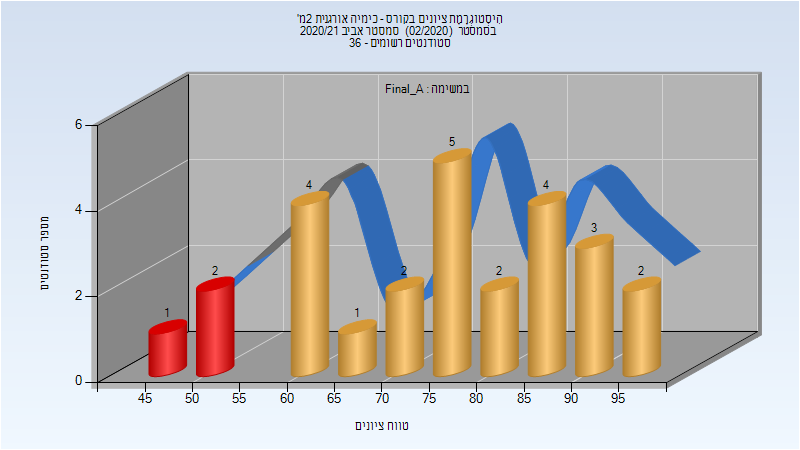 היסטוגרמת ציונים בקורס - כימיה אורגנית 2מ'
בסמסטר (02/2020) סמסטר אביב 2020/21
סטודנטים רשומים - 36
במשימה : Final_A
מספר סטודנטים
6
4
2
0
1
2
4
1
2
5
2
4
3
2
45 50 55 60 65 70 75 80 85 90 95
טווח ציונים